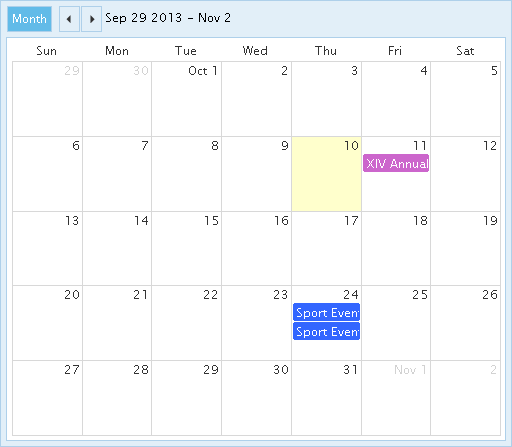 Month Sep 29 2013 - Nov 2
Sun Mon Tue Wed Thu Fri Sat
29 30 Oct 1 2 3 4 5
6 7 8 9 10 11 12
XIV Annual
13 14 15 16 17 18 19
20 21 22 23 24 25 26
Sport Even
Sport Even
27 28 29 30 31 Nov 1 2